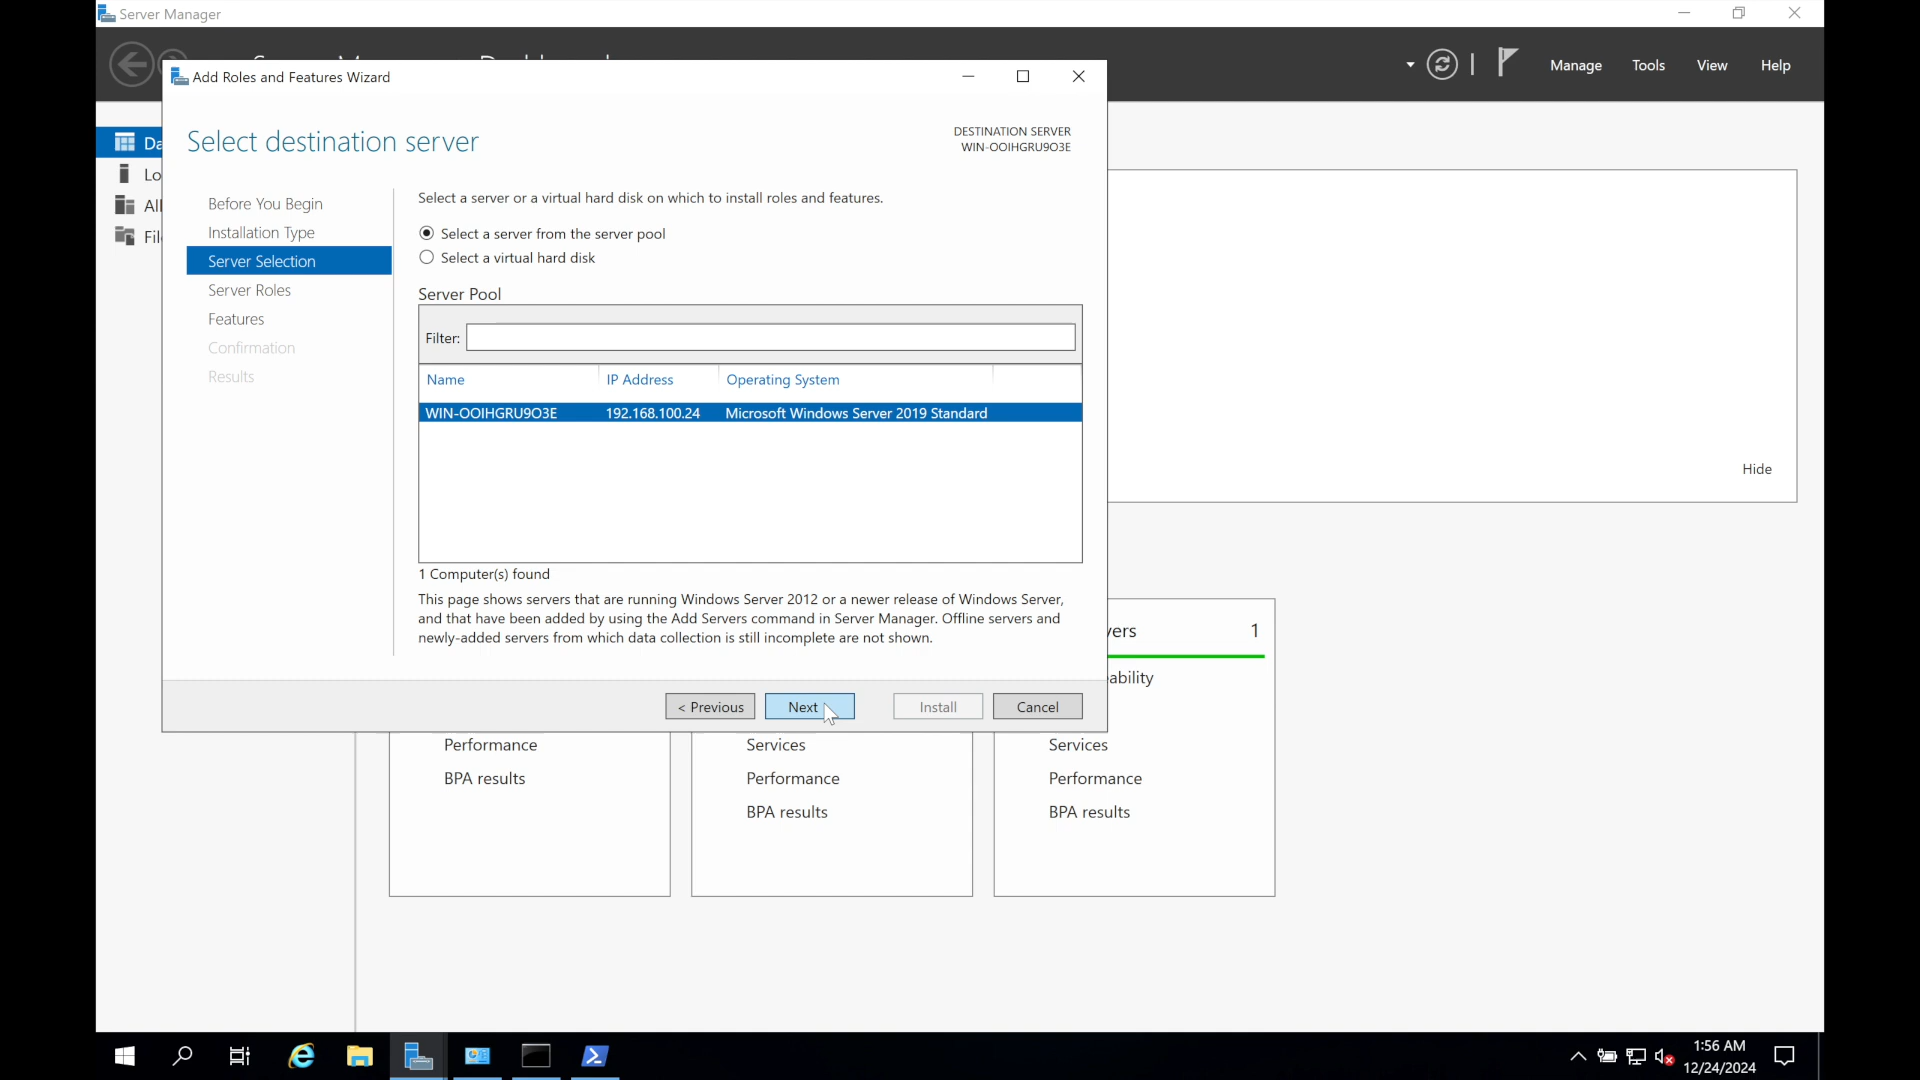 Server Manager
Manage
Tools
View
Help
Add Roles and Features Wizard
Select destination server
DESTINATION SERVER
WIN-OOIHGRU9O3E
Before You Begin
Installation Type
Server Selection
Server Roles
Features
Confirmation
Results
Select a server or a virtual hard disk on which to install roles and features.
Select a server from the server pool
Select a virtual hard disk
Server Pool
Filter:
Name IP Address Operating System
WIN-OOIHGRU9O3E 192.168.100.24 Microsoft Windows Server 2019 Standard
1 Computer(s) found
This page shows servers that are running Windows Server 2012 or a newer release of Windows Server,
and that have been added by using the Add Servers command in Server Manager. Offline servers and
newly-added servers from which data collection is still incomplete are not shown.
< Previous
Next
Install
Cancel
Hide
1
Performance
BPA results
Services
Performance
BPA results
Services
Performance
BPA results
1:56 AM
12/24/2024